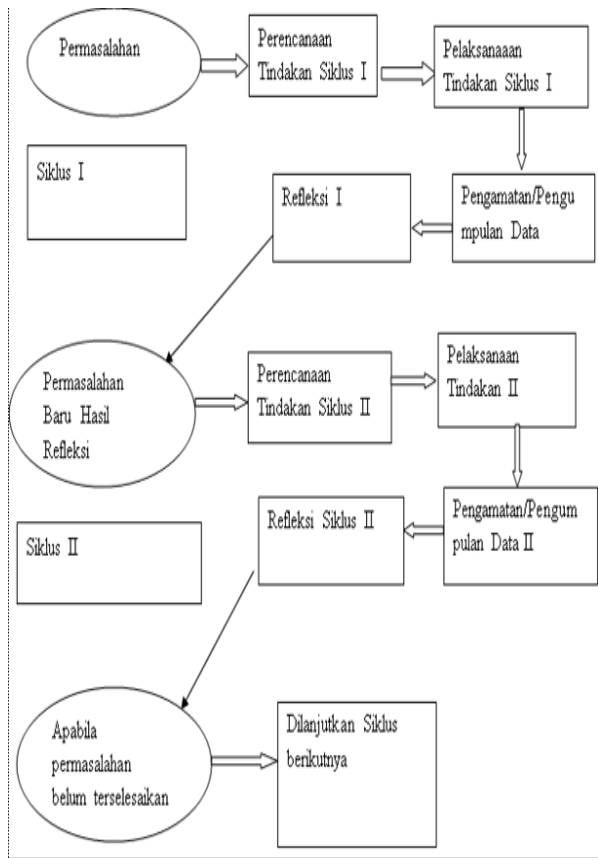 Permasalahan
Perencanaan
Tindakan Siklus I
Pelaksanaaan
Tindakan Siklus I
Siklus I
Refleksi I
Pengamatan/Pengu
mpulan Data
Permasalahan
Baru Hasil
Refleksi
Perencanaan
Tindakan Siklus II
Pelaksanaan
Tindakan II
Siklus II
Refleksi Siklus II
Pengamatan/Pengum
pulan Data II
Apabila
permasalahan
belum terselesaikan
Dilanjutkan Siklus
berikutnya